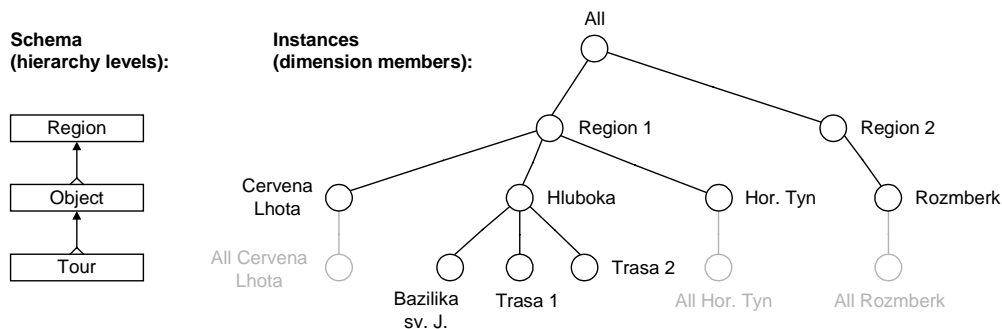 All
Schema
(hierarchy levels):
Instances
(dimension members):
Region
Region 1
Region 2
Object
Cervena
Lhota
Hluboka
Hor. Tyn
Rozmberk
Tour
All Cervena
Lhota
Trasa 2
Bazilika
sv. J.
Trasa 1
All Hor. Tyn
All Rozmberk